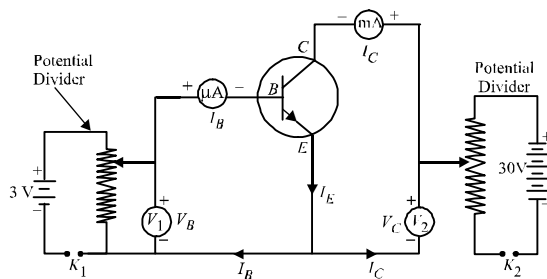 Potential
Divider
+ μA −
I_B
C
− mA +
I_C
B
E
I_E
Potential
Divider
+
3 V
−
K_1
+
V_1 V_B
−
I_B
I_C
+
V_C V_2
−
+
30V
−
K_2